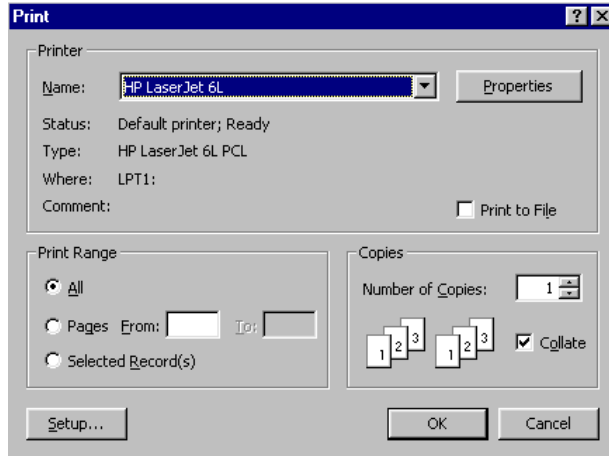 Print
Printer
Name: HP LaserJet 6L Properties
Status: Default printer; Ready
Type: HP LaserJet 6L PCL
Where: LPT1:
Comment:
Print to File
Print Range
All
Pages From: To:
Selected Record(s)
Copies
Number of Copies: 1
1 2 3 1 2 3
Collate
Setup... OK Cancel